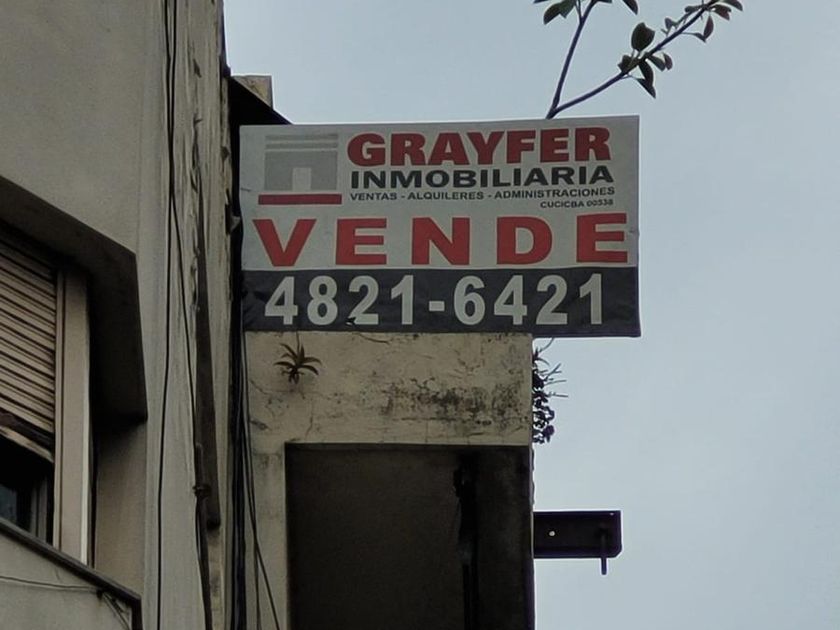 GRAYFER
INMOBILIARIA
VENTAS - ALQUILERES - ADMINISTRACIONES
CUCICBA 00538
VENDE
4821-6421